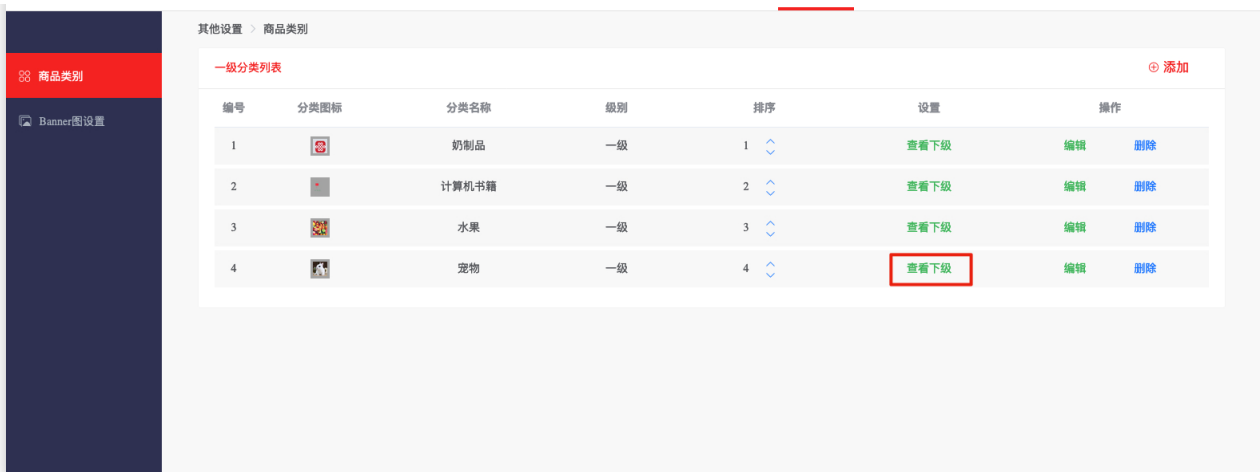 其他设置 > 商品类别
商品类别
Banner图设置
一级分类列表 添加
编号 分类图标 分类名称 级别 排序 设置 操作
1 奶制品 一级 1 查看下级 编辑 删除
2 计算机书籍 一级 2 查看下级 编辑 删除
3 水果 一级 3 查看下级 编辑 删除
4 宠物 一级 4 查看下级 编辑 删除